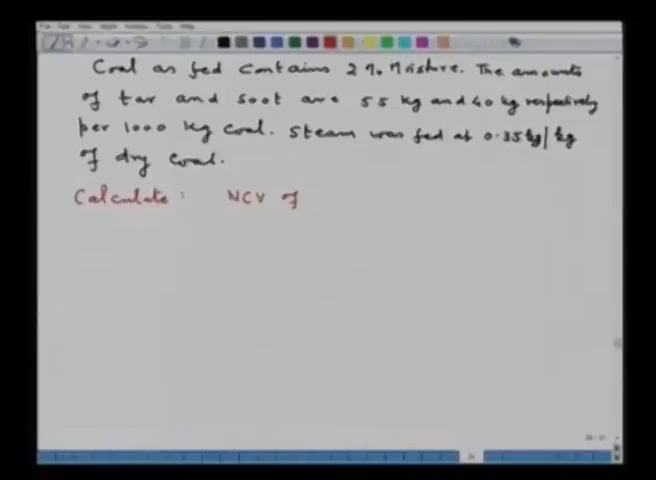 Coal as fed contains 2 % Moisture. The amounts
of tar and soot are 55 kg and 40 kg respectively
per 1000 kg coal. Steam was fed at 0.35 kg/kg
of dry coal.
Calculate : NCV of